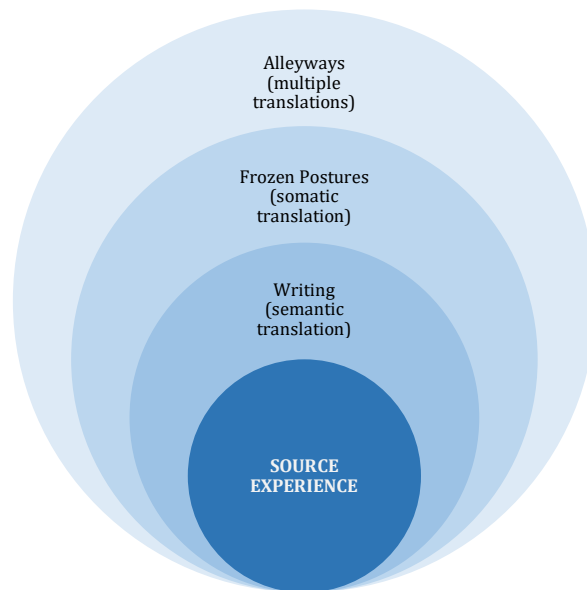 Alleyways
(multiple
translations)
Frozen Postures
(somatic
translation)
Writing
(semantic
translation)
SOURCE
EXPERIENCE